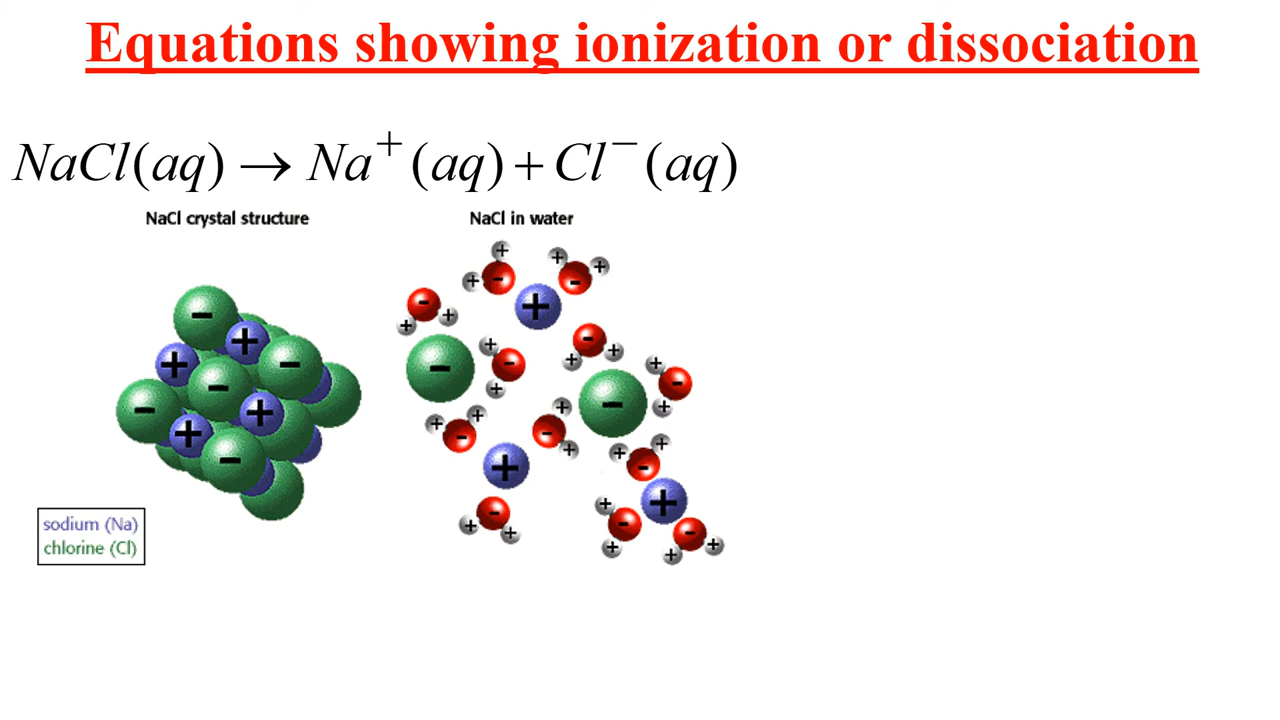 Equations showing ionization or dissociation
NaCl(aq) → Na⁺(aq) + Cl⁻(aq)
NaCl crystal structure
NaCl in water
sodium (Na)
chlorine (Cl)